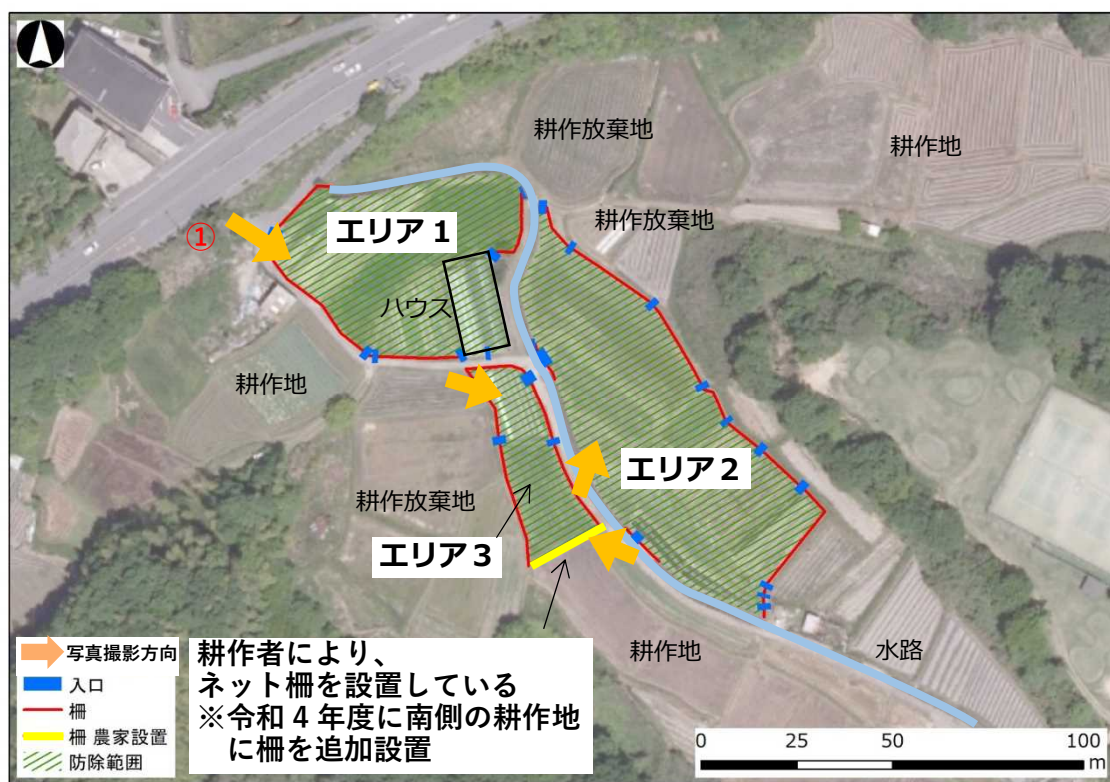 耕作放棄地
耕作地
耕作放棄地
エリア１
①
ハウス
耕作地
エリア２
耕作放棄地
エリア３
写真撮影方向
入口
柵
柵 農家設置
防除範囲
耕作者により、
ネット柵を設置している
※令和４年度に南側の耕作地
に柵を追加設置
耕作地
水路
0 25 50 100
m